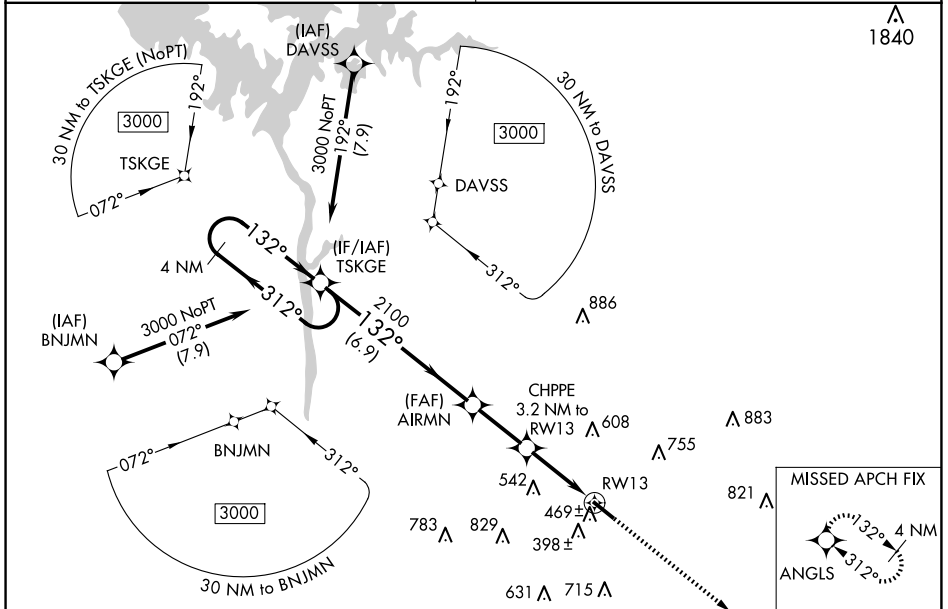 1840
(IAF)
DAVSS
30 NM to TSKGE (NoPT)
3000
192°
TSKGE
072°
3000 NoPT
192°
(7.9)
192°
3000
30 NM to DAVSS
DAVSS
312°
132°
4 NM
312°
(IF/IAF)
TSKGE
2100
132°
(6.9)
886
(IAF)
BNJMN
3000 NoPT
072°
(7.9)
(FAF)
AIRMN
CHPPE
3.2 NM to
RW13
608
883
755
072°
BNJMN
312°
3000
30 NM to BNJMN
542
RW13
469±
398±
783
829
821
631
715
MISSED APCH FIX
132°
4 NM
312°
ANGLS